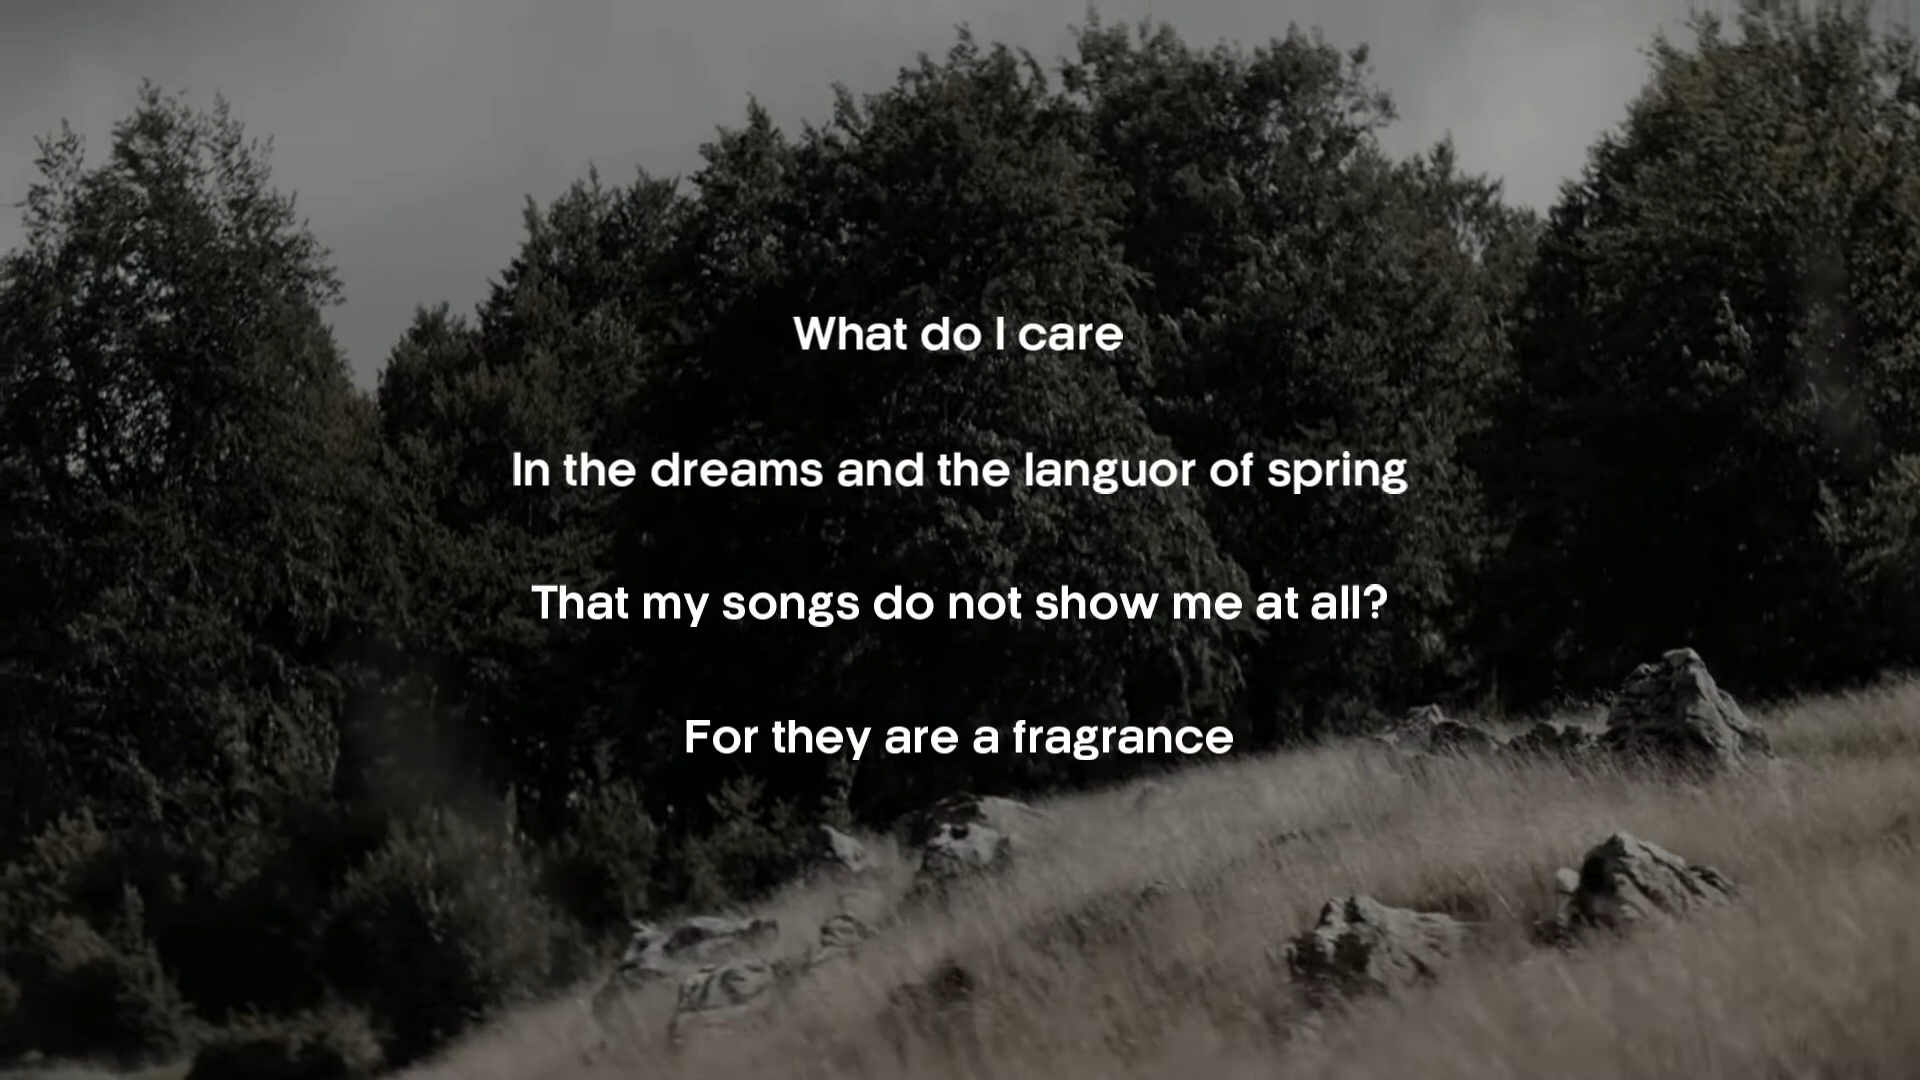 What do I care
In the dreams and the languor of spring
That my songs do not show me at all?
For they are a fragrance